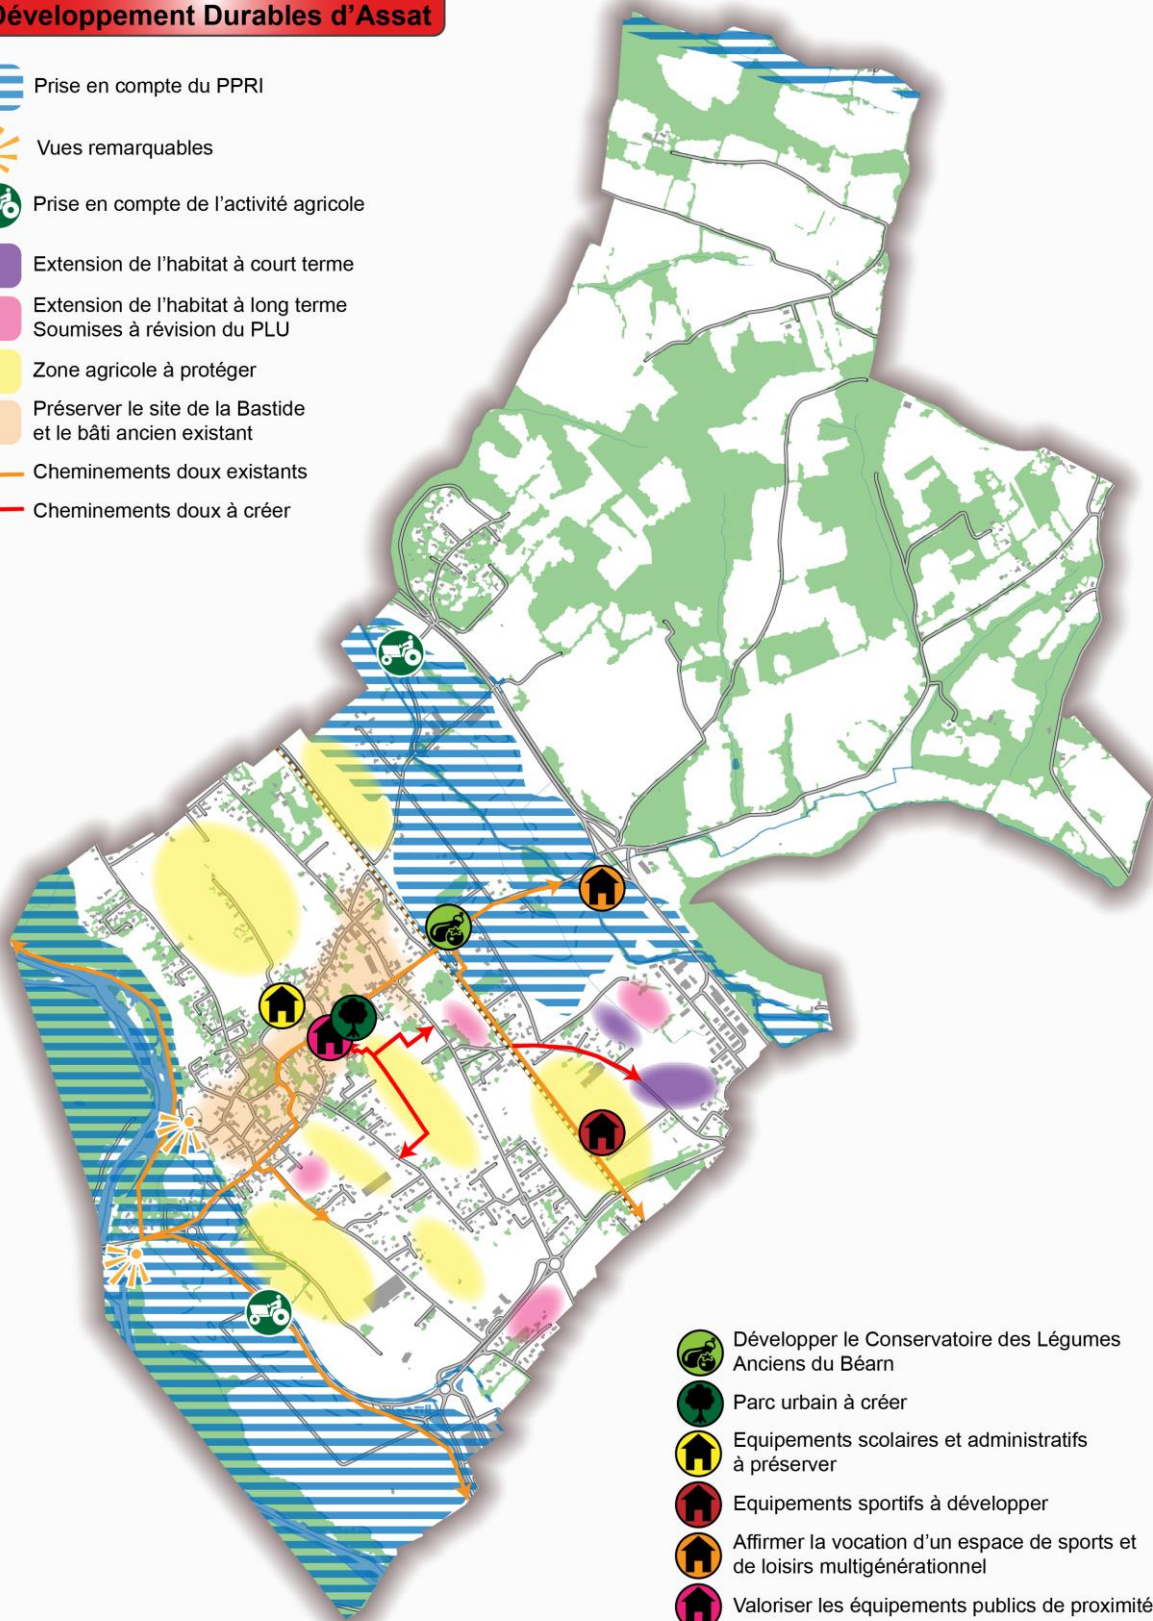 Développement Durables d'Assat
Prise en compte du PPRI
Vues remarquables
Prise en compte de l'activité agricole
Extension de l'habitat à court terme
Extension de l'habitat à long terme
Soumises à révision du PLU
Zone agricole à protéger
Préserver le site de la Bastide
et le bâti ancien existant
Cheminements doux existants
Cheminements doux à créer
Développer le Conservatoire des Légumes
Anciens du Béarn
Parc urbain à créer
Equipements scolaires et administratifs
à préserver
Equipements sportifs à développer
Affirmer la vocation d'un espace de sports et
de loisirs multigénérationnel
Valoriser les équipements publics de proximité